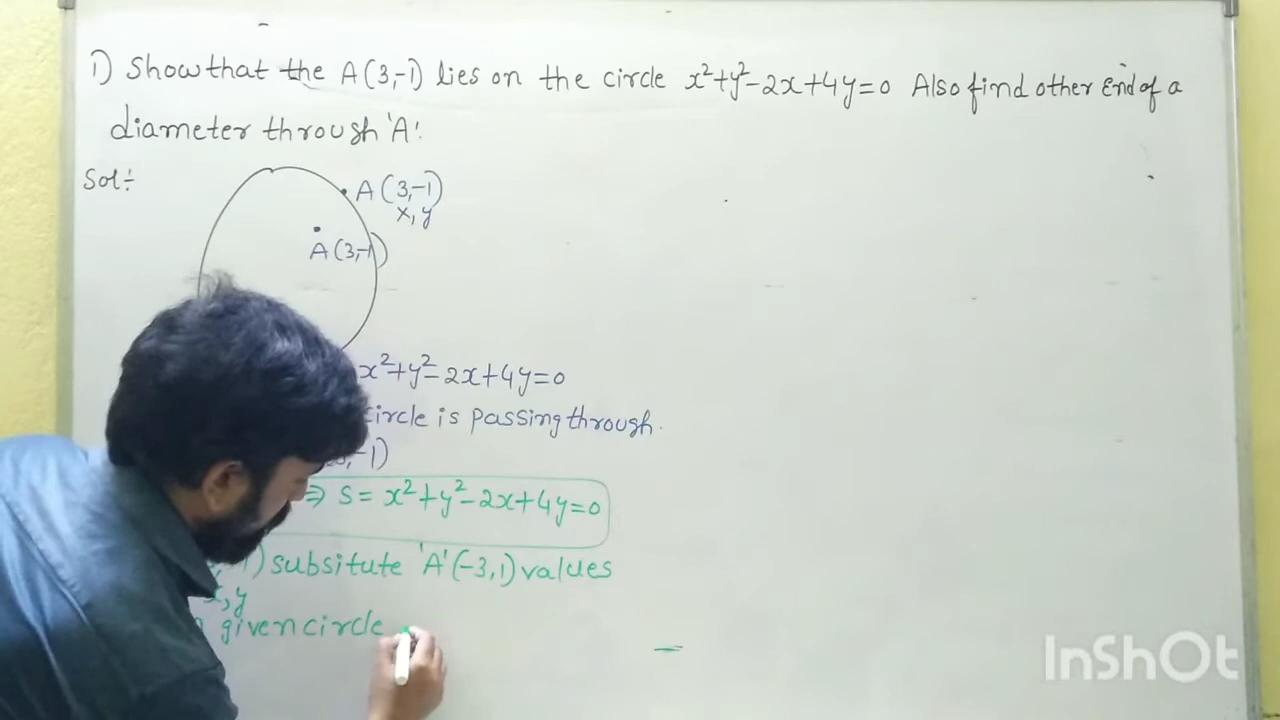 1) Show that the A(3,-1) lies on the circle x²+y²-2x+4y=0 Also find other End of a
diameter through 'A'.
Sol:-
A(3,-1)
x, y
A(3,-1)
x²+y²-2x+4y=0
circle is passing through.
,-1)
⇒ S = x²+y²-2x+4y=0
) subsitute 'A'(-3,1) values
x, y
given circle
InShOt